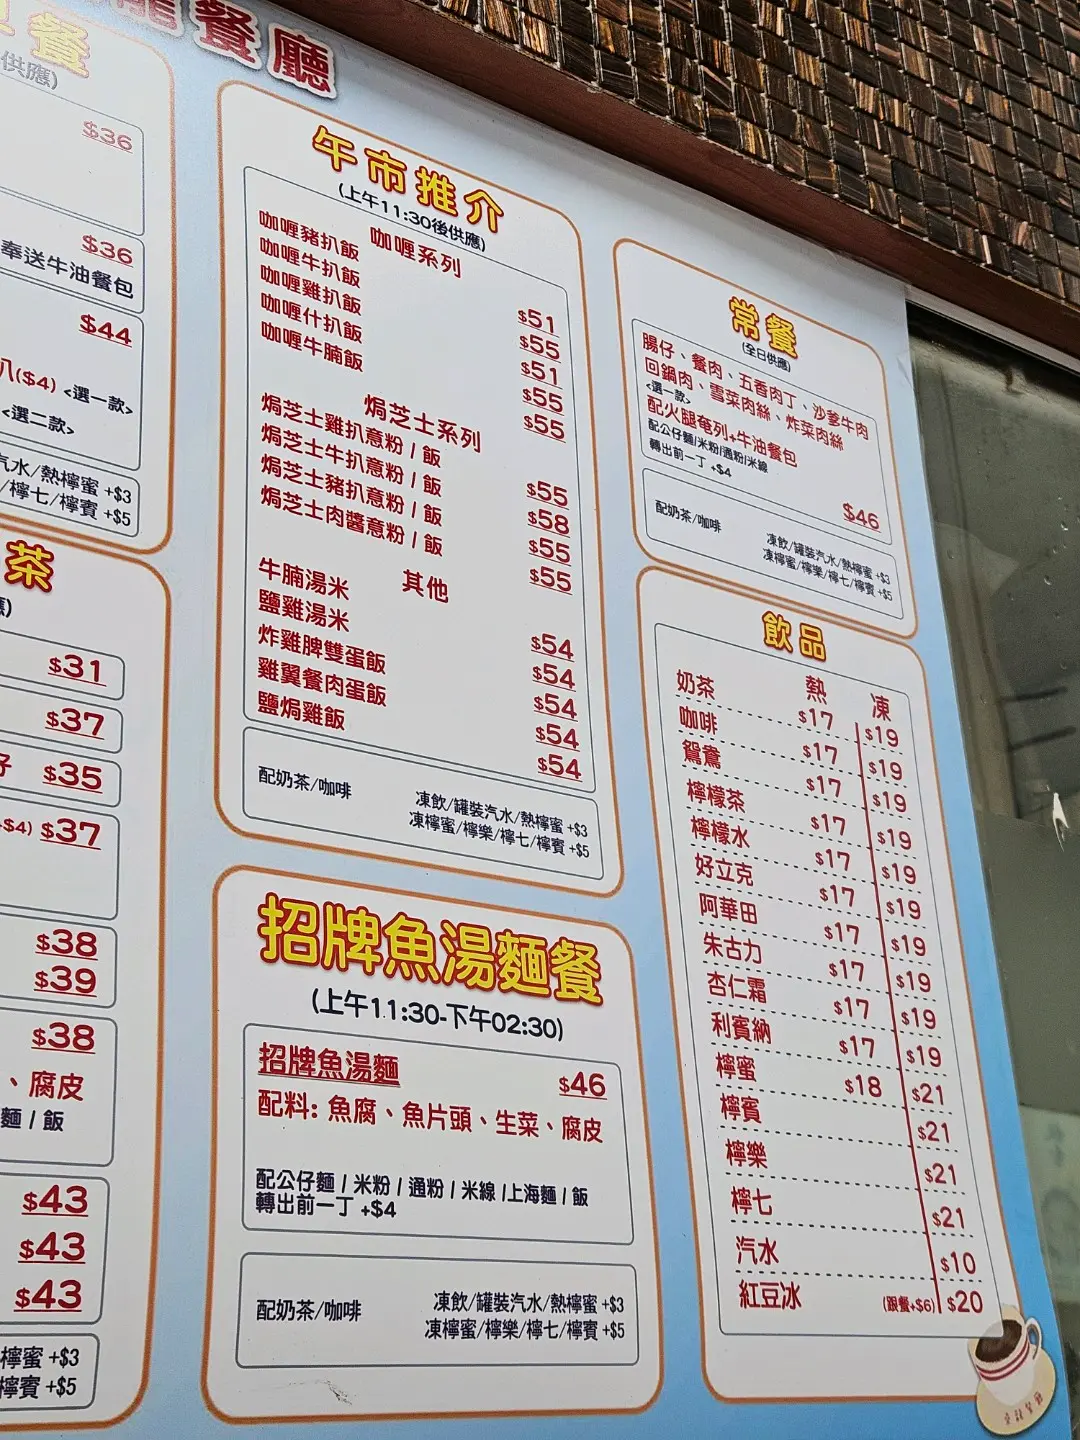 龍餐廳
餐
供應)
$36
$36
奉送牛油餐包
$44
($4) <選一款>
<選二款>
汽水/熱檸蜜 +$3
/檸七/檸賓 +$5
茶
$31
$37
$35
$4) $37
$38
$39
$38
、腐皮
麵 / 飯
$43
$43
$43
檸蜜 +$3
檸賓 +$5
午市推介
(上午11:30後供應)
咖喱系列
咖喱豬扒飯 $51
咖喱牛扒飯 $55
咖喱雞扒飯 $51
咖喱什扒飯 $55
咖喱牛腩飯 $55
焗芝士系列
焗芝士雞扒意粉 / 飯 $55
焗芝士牛扒意粉 / 飯 $58
焗芝士豬扒意粉 / 飯 $55
焗芝士肉醬意粉 / 飯 $55
其他
牛腩湯米 $54
鹽雞湯米 $54
炸雞脾雙蛋飯 $54
雞翼餐肉蛋飯 $54
鹽焗雞飯 $54
配奶茶/咖啡
凍飲/罐裝汽水/熱檸蜜 +$3
凍檸蜜/檸樂/檸七/檸賓 +$5
招牌魚湯麵餐
(上午11:30-下午02:30)
招牌魚湯麵 $46
配料: 魚腐、魚片頭、生菜、腐皮
配公仔麵 / 米粉 / 通粉 / 米線 / 上海麵 / 飯
轉出前一丁 +$4
配奶茶/咖啡
凍飲/罐裝汽水/熱檸蜜 +$3
凍檸蜜/檸樂/檸七/檸賓 +$5
常餐
(全日供應)
腸仔、餐肉、五香肉丁、沙爹牛肉
回鍋肉、雪菜肉絲、炸菜肉絲
<選一款>
配火腿奄列+牛油餐包
配公仔麵/米粉/通粉/米線
轉出前一丁 +$4
$46
配奶茶/咖啡
凍飲/罐裝汽水/熱檸蜜 +$3
凍檸蜜/檸樂/檸七/檸賓 +$5
飲品
熱 凍
奶茶 $17 $19
咖啡 $17 $19
鴛鴦 $17 $19
檸檬茶 $17 $19
檸檬水 $17 $19
好立克 $17 $19
阿華田 $17 $19
朱古力 $17 $19
杏仁霜 $17 $19
利賓納 $17 $19
檸蜜 $18 $21
檸賓 $21
檸樂 $21
檸七 $21
汽水 $10
紅豆冰 (跟餐+$6) $20